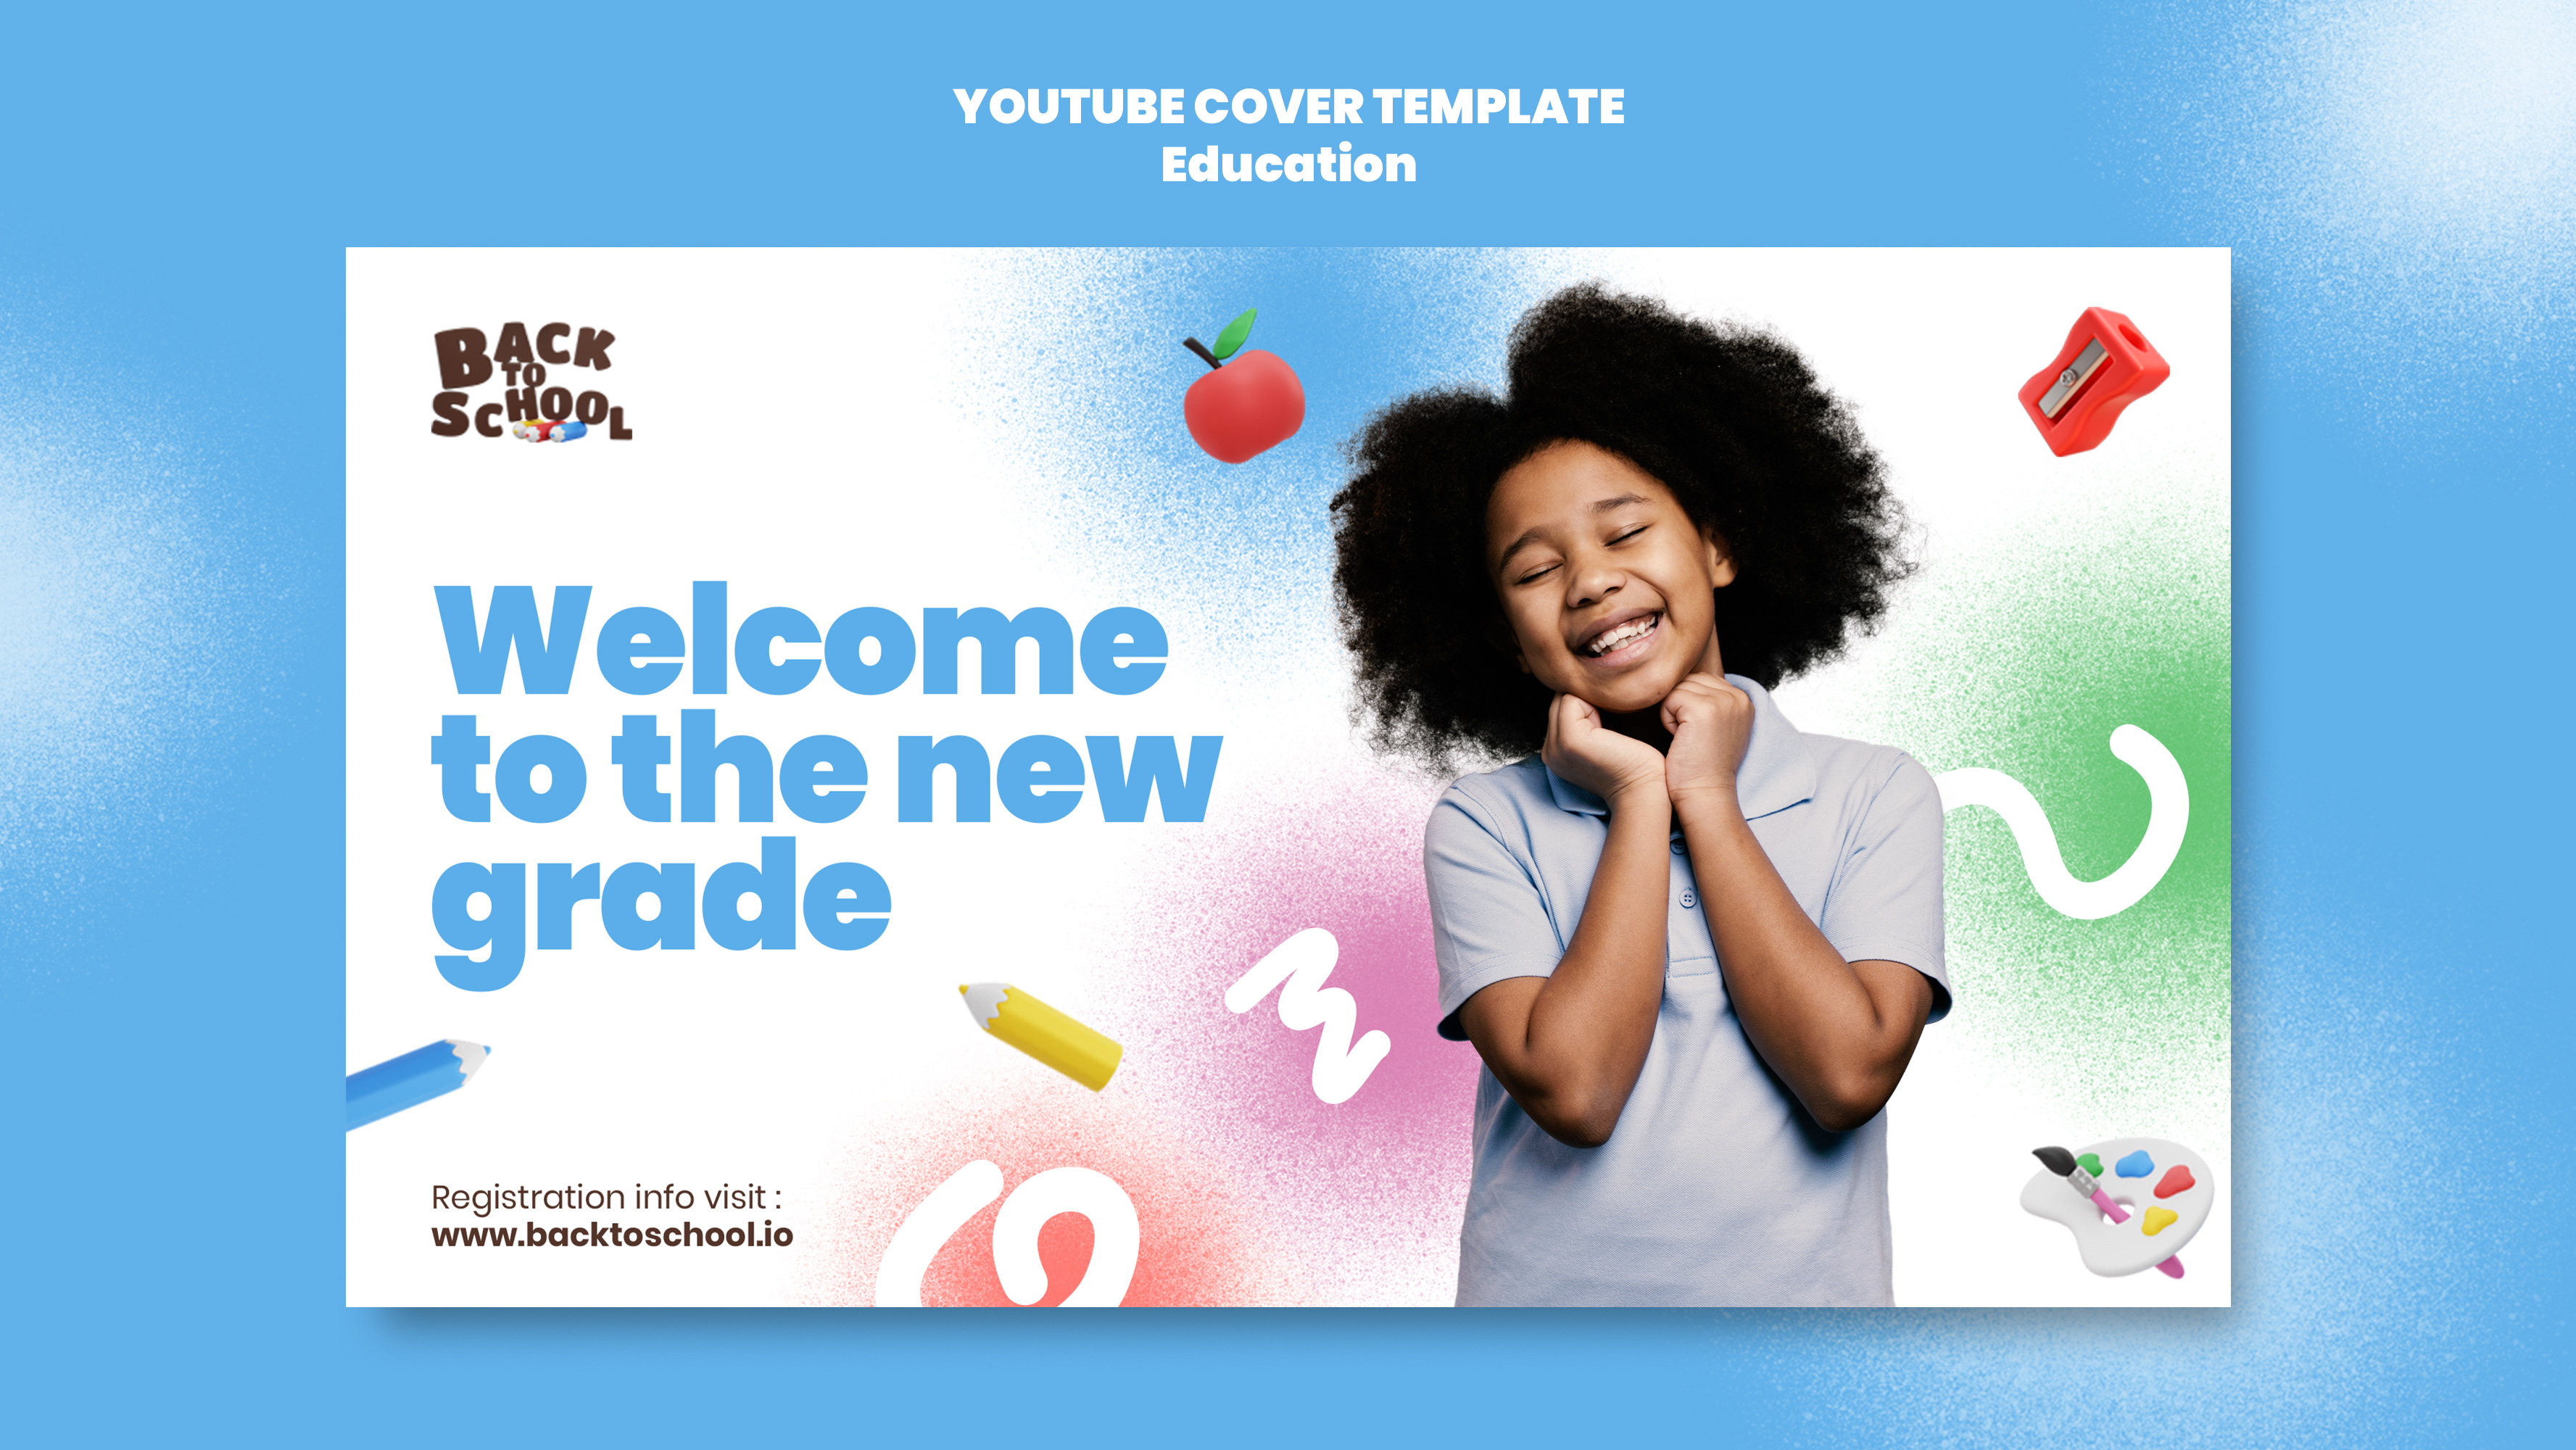 YOUTUBE COVER TEMPLATE
Education
BACK
TO
SCHOOL
Welcome
to the new
grade
Registration info visit :
www.backtoschool.io